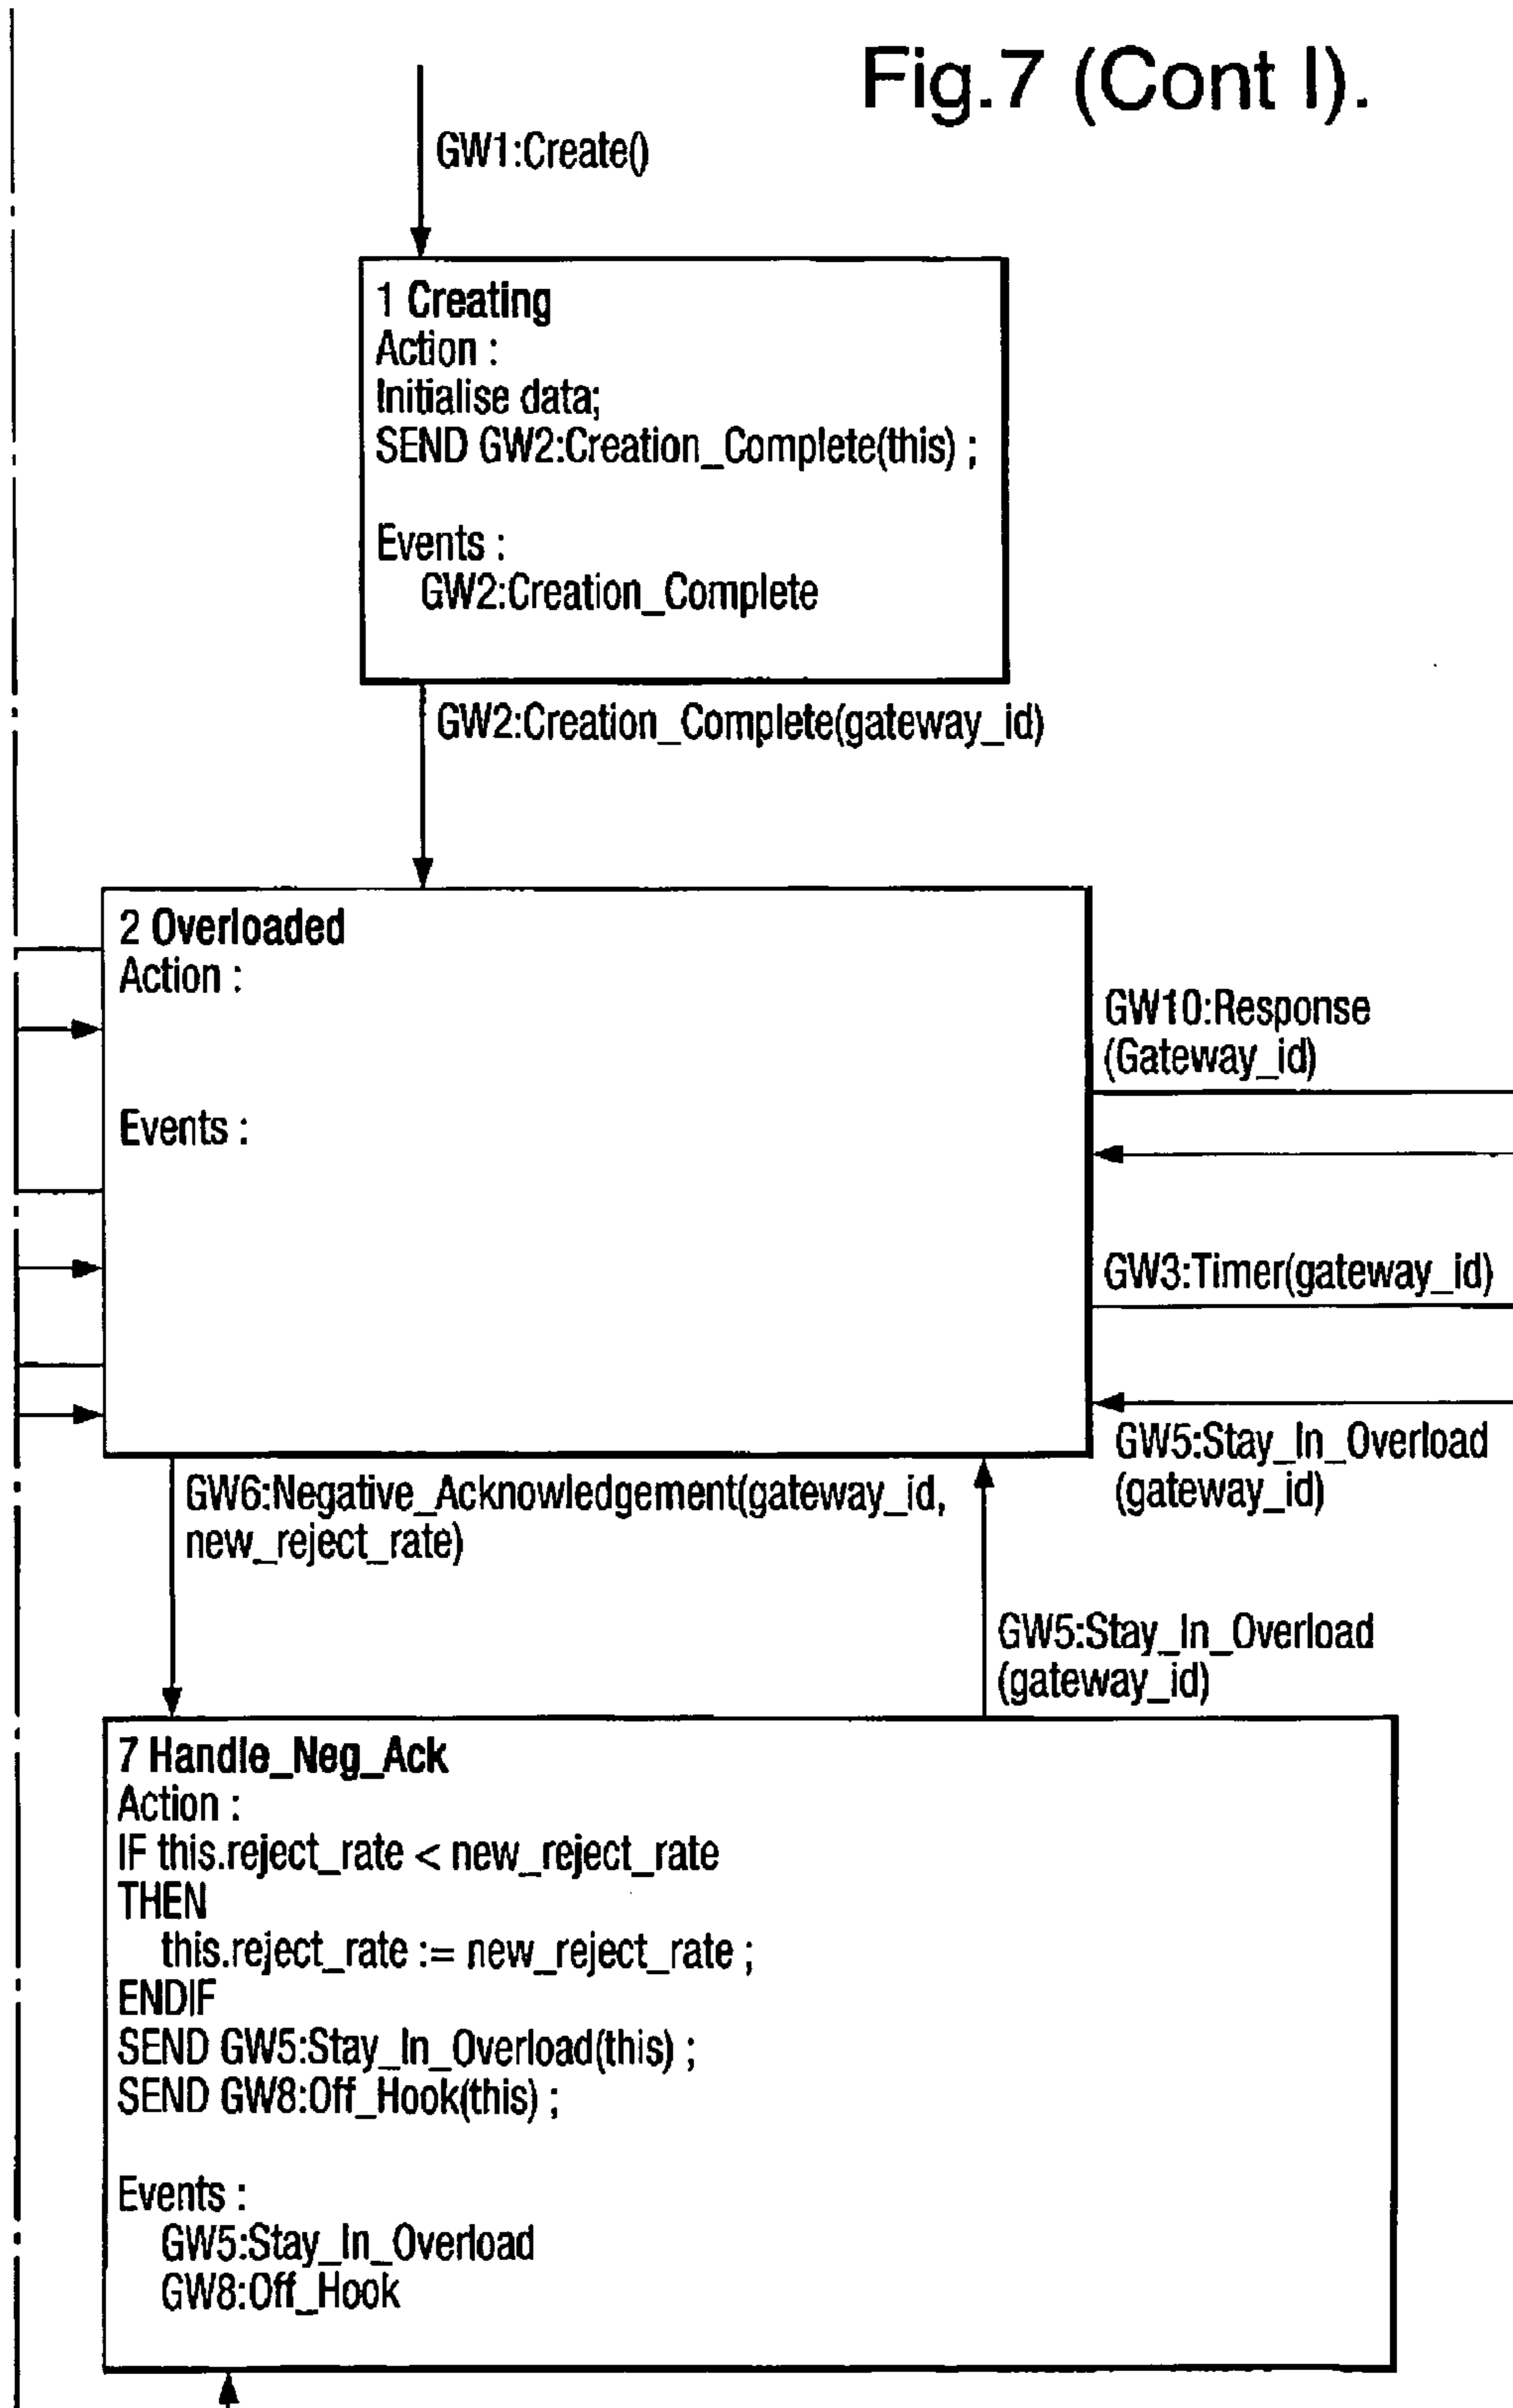 Fig.7 (Cont I).
GW1:Create()
1 Creating
Action :
Initialise data;
SEND GW2:Creation_Complete(this) ;
Events :
GW2:Creation_Complete
GW2:Creation_Complete(gateway_id)
2 Overloaded
Action :
Events :
GW10:Response
(Gateway_id)
GW3:Timer(gateway_id)
GW5:Stay_In_Overload
(gateway_id)
GW6:Negative_Acknowledgement(gateway_id,
new_reject_rate)
GW5:Stay_In_Overload
(gateway_id)
7 Handle_Neg_Ack
Action :
IF this.reject_rate < new_reject_rate
THEN
this.reject_rate := new_reject_rate ;
ENDIF
SEND GW5:Stay_In_Overload(this) ;
SEND GW8:Off_Hook(this) ;
Events :
GW5:Stay_In_Overload
GW8:Off_Hook